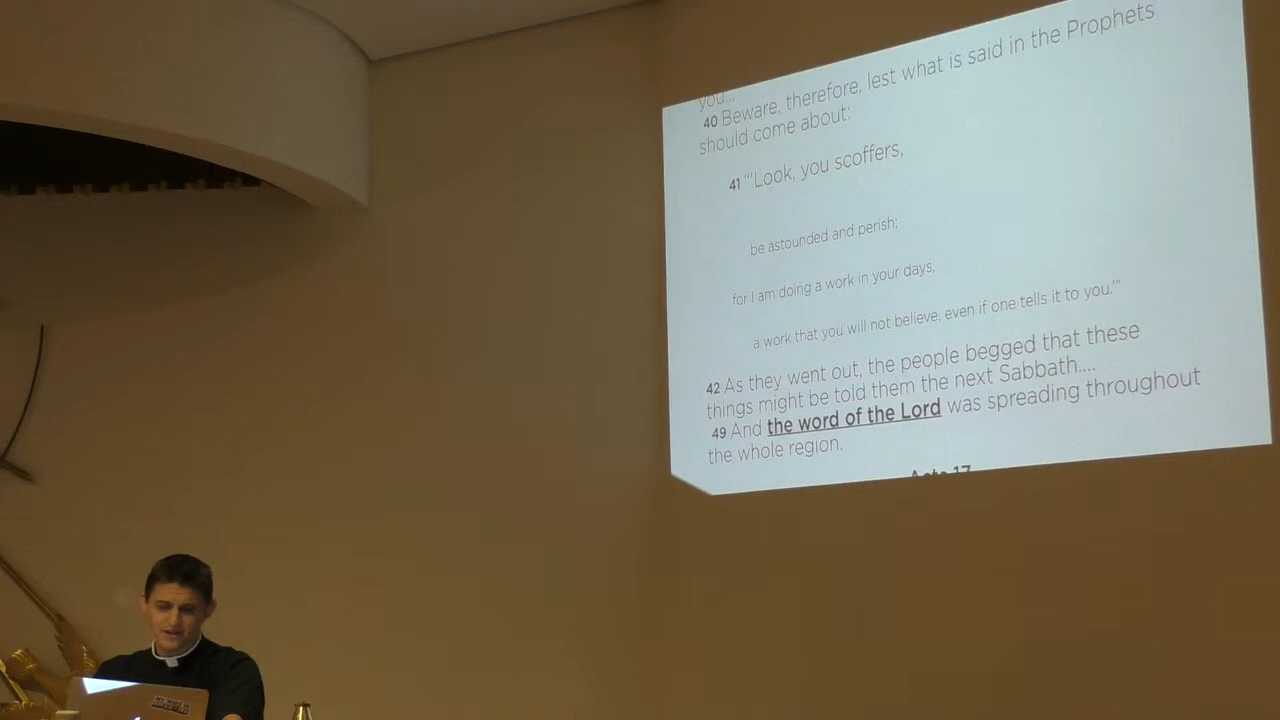 you...
40 Beware, therefore, lest what is said in the Prophets
should come about:
41 “‘Look, you scoffers,
be astounded and perish;
for I am doing a work in your days,
a work that you will not believe, even if one tells it to you.’”
42 As they went out, the people begged that these
things might be told them the next Sabbath....
49 And the word of the Lord was spreading throughout
the whole region.
Acts 17